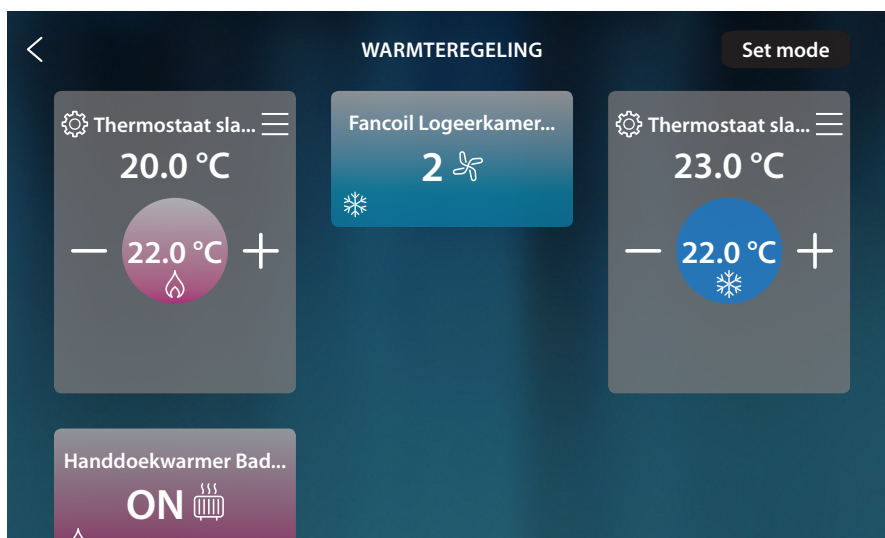 WARMTEREGELING
Set mode
Thermostaat sla...
20.0 °C
22.0 °C
Fancoil Logeerkamer...
2
Thermostaat sla...
23.0 °C
22.0 °C
Handdoekwarmer Bad...
ON